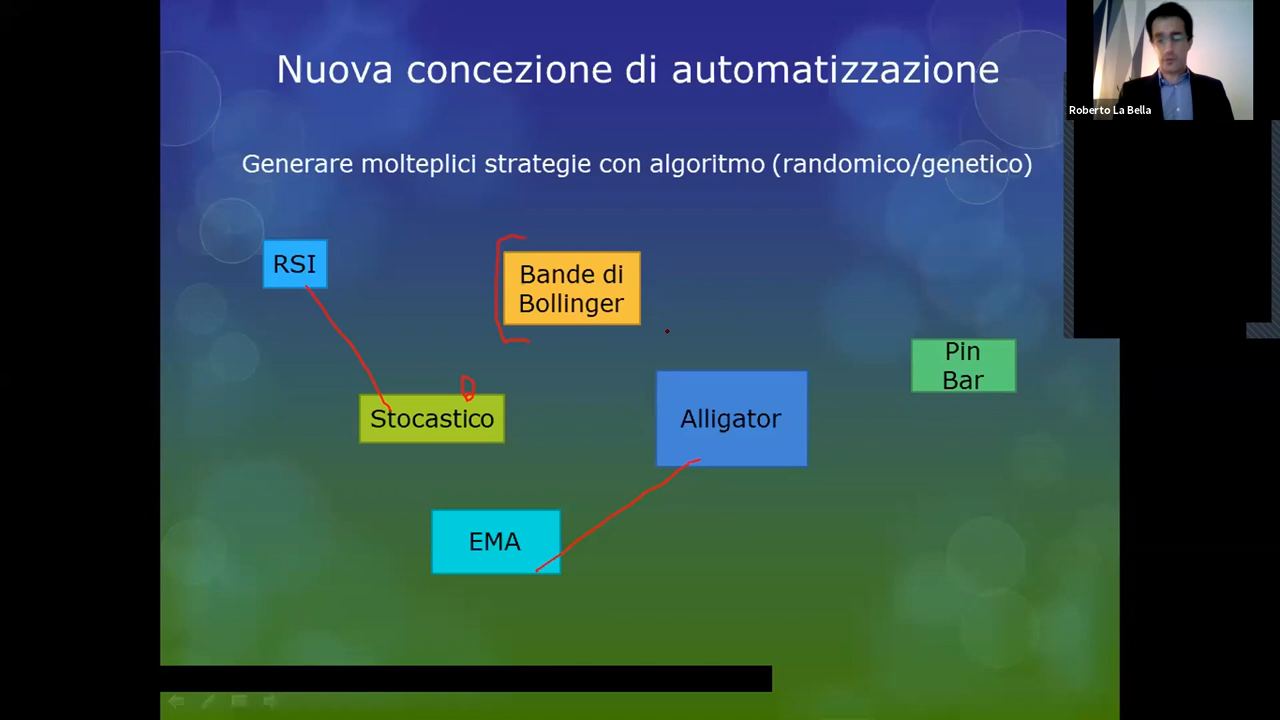 Nuova concezione di automatizzazione
Roberto La Bella
Generare molteplici strategie con algoritmo (randomico/genetico)
RSI
Bande di
Bollinger
Pin
Bar
Stocastico
Alligator
EMA